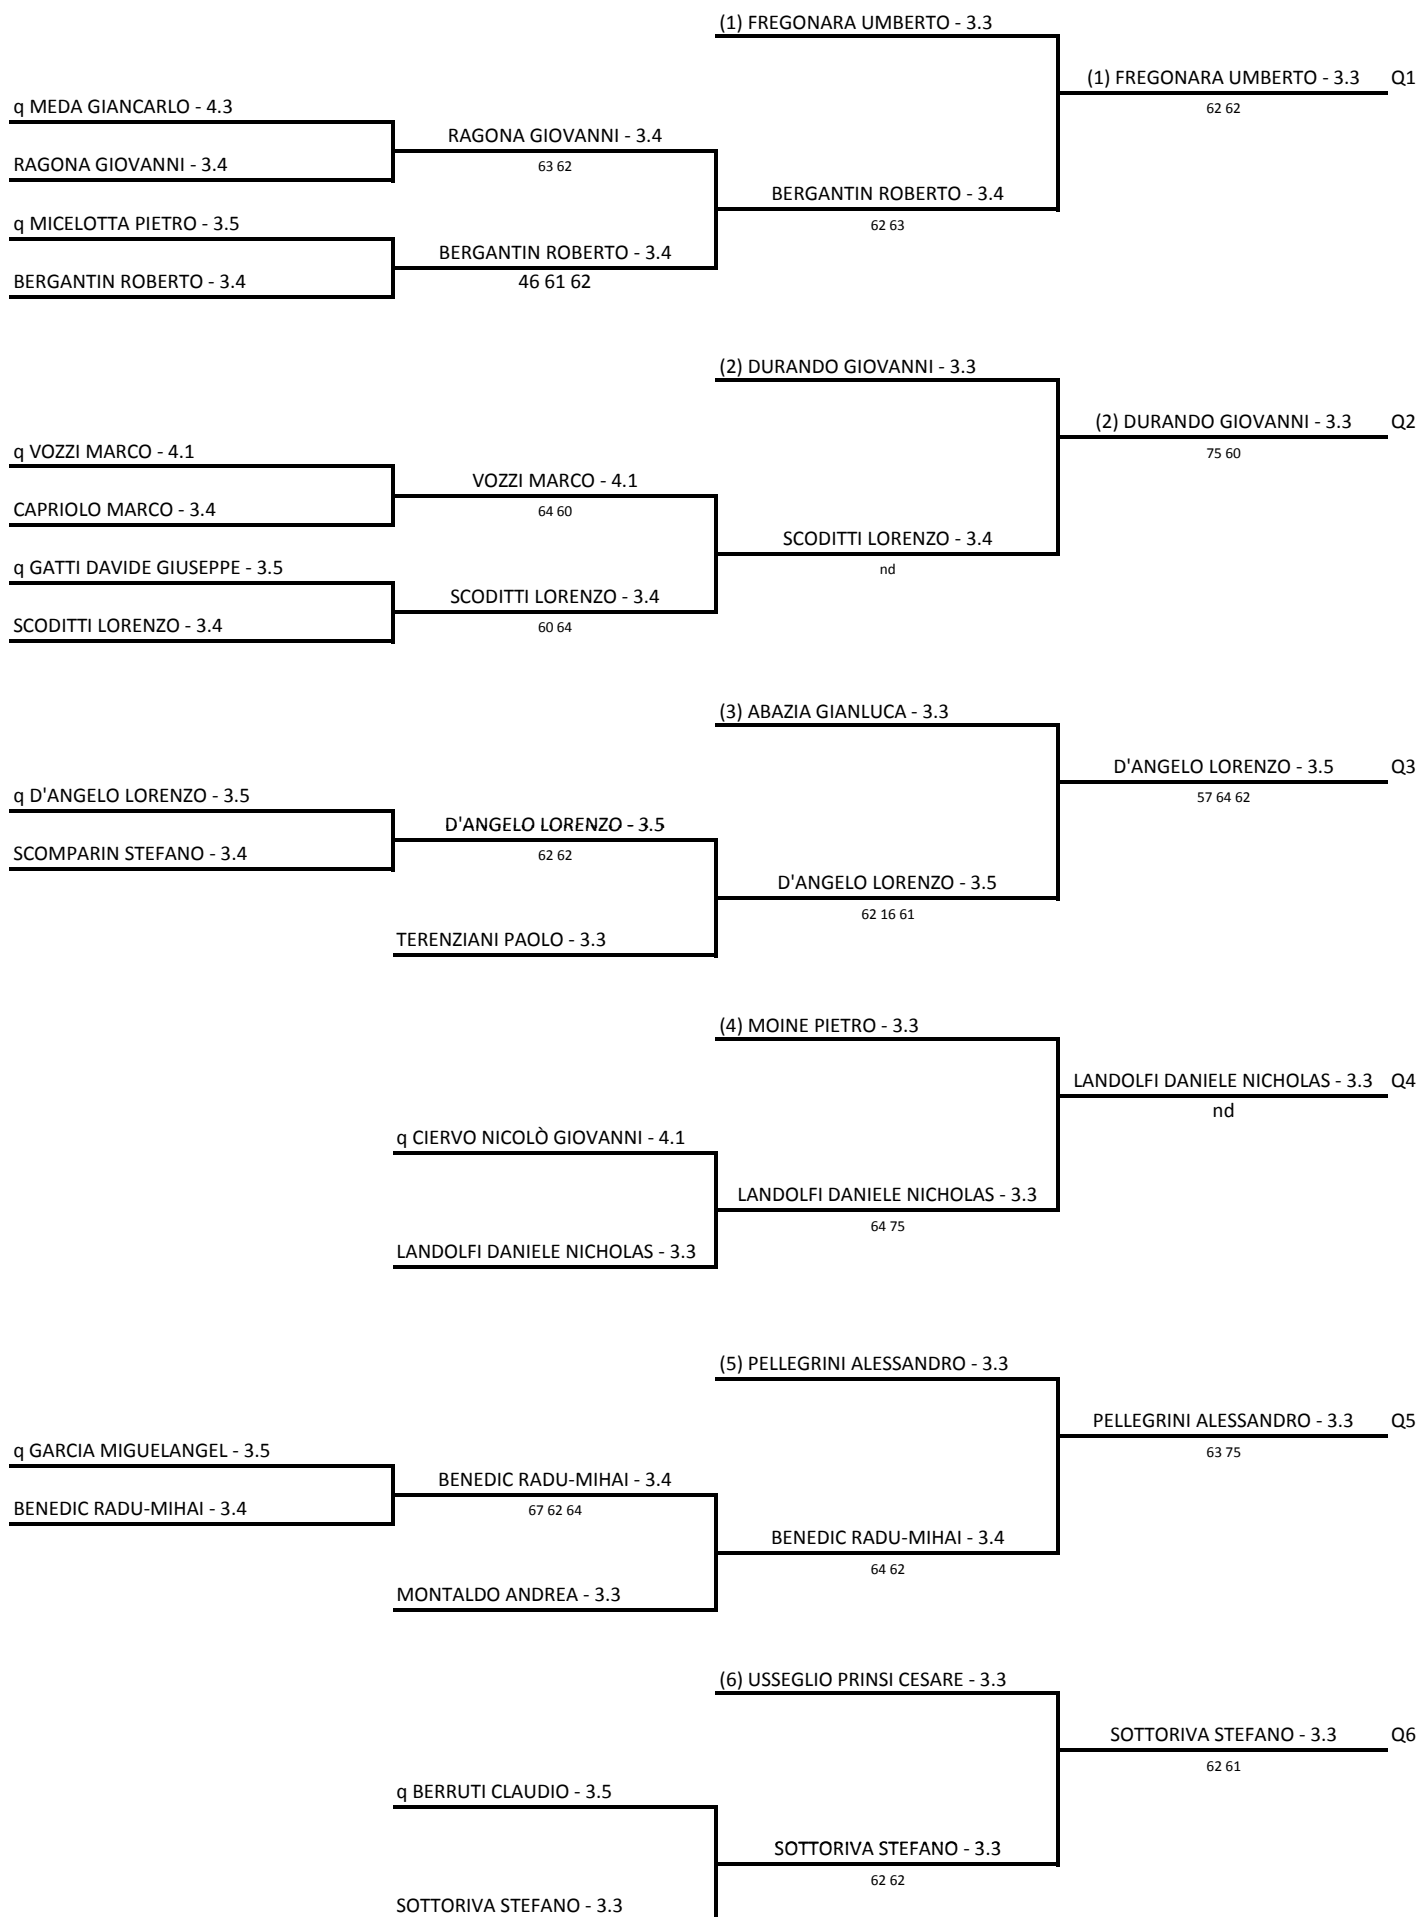 (1) FREGONARA UMBERTO - 3.3
(1) FREGONARA UMBERTO - 3.3 Q1
62 62
q MEDA GIANCARLO - 4.3
RAGONA GIOVANNI - 3.4
63 62
RAGONA GIOVANNI - 3.4
BERGANTIN ROBERTO - 3.4
62 63
q MICELOTTA PIETRO - 3.5
BERGANTIN ROBERTO - 3.4
46 61 62
BERGANTIN ROBERTO - 3.4
(2) DURANDO GIOVANNI - 3.3
(2) DURANDO GIOVANNI - 3.3 Q2
75 60
q VOZZI MARCO - 4.1
VOZZI MARCO - 4.1
64 60
CAPRIOLO MARCO - 3.4
SCODITTI LORENZO - 3.4
nd
q GATTI DAVIDE GIUSEPPE - 3.5
SCODITTI LORENZO - 3.4
60 64
SCODITTI LORENZO - 3.4
(3) ABAZIA GIANLUCA - 3.3
D'ANGELO LORENZO - 3.5 Q3
57 64 62
q D'ANGELO LORENZO - 3.5
D'ANGELO LORENZO - 3.5
62 62
SCOMPARIN STEFANO - 3.4
D'ANGELO LORENZO - 3.5
62 16 61
TERENZIANI PAOLO - 3.3
(4) MOINE PIETRO - 3.3
LANDOLFI DANIELE NICHOLAS - 3.3 Q4
nd
q CIERVO NICOLÒ GIOVANNI - 4.1
LANDOLFI DANIELE NICHOLAS - 3.3
64 75
LANDOLFI DANIELE NICHOLAS - 3.3
(5) PELLEGRINI ALESSANDRO - 3.3
PELLEGRINI ALESSANDRO - 3.3 Q5
63 75
q GARCIA MIGUELANGEL - 3.5
BENEDIC RADU-MIHAI - 3.4
67 62 64
BENEDIC RADU-MIHAI - 3.4
BENEDIC RADU-MIHAI - 3.4
64 62
MONTALDO ANDREA - 3.3
(6) USSEGLIO PRINSI CESARE - 3.3
SOTTORIVA STEFANO - 3.3 Q6
62 61
q BERRUTI CLAUDIO - 3.5
SOTTORIVA STEFANO - 3.3
62 62
SOTTORIVA STEFANO - 3.3